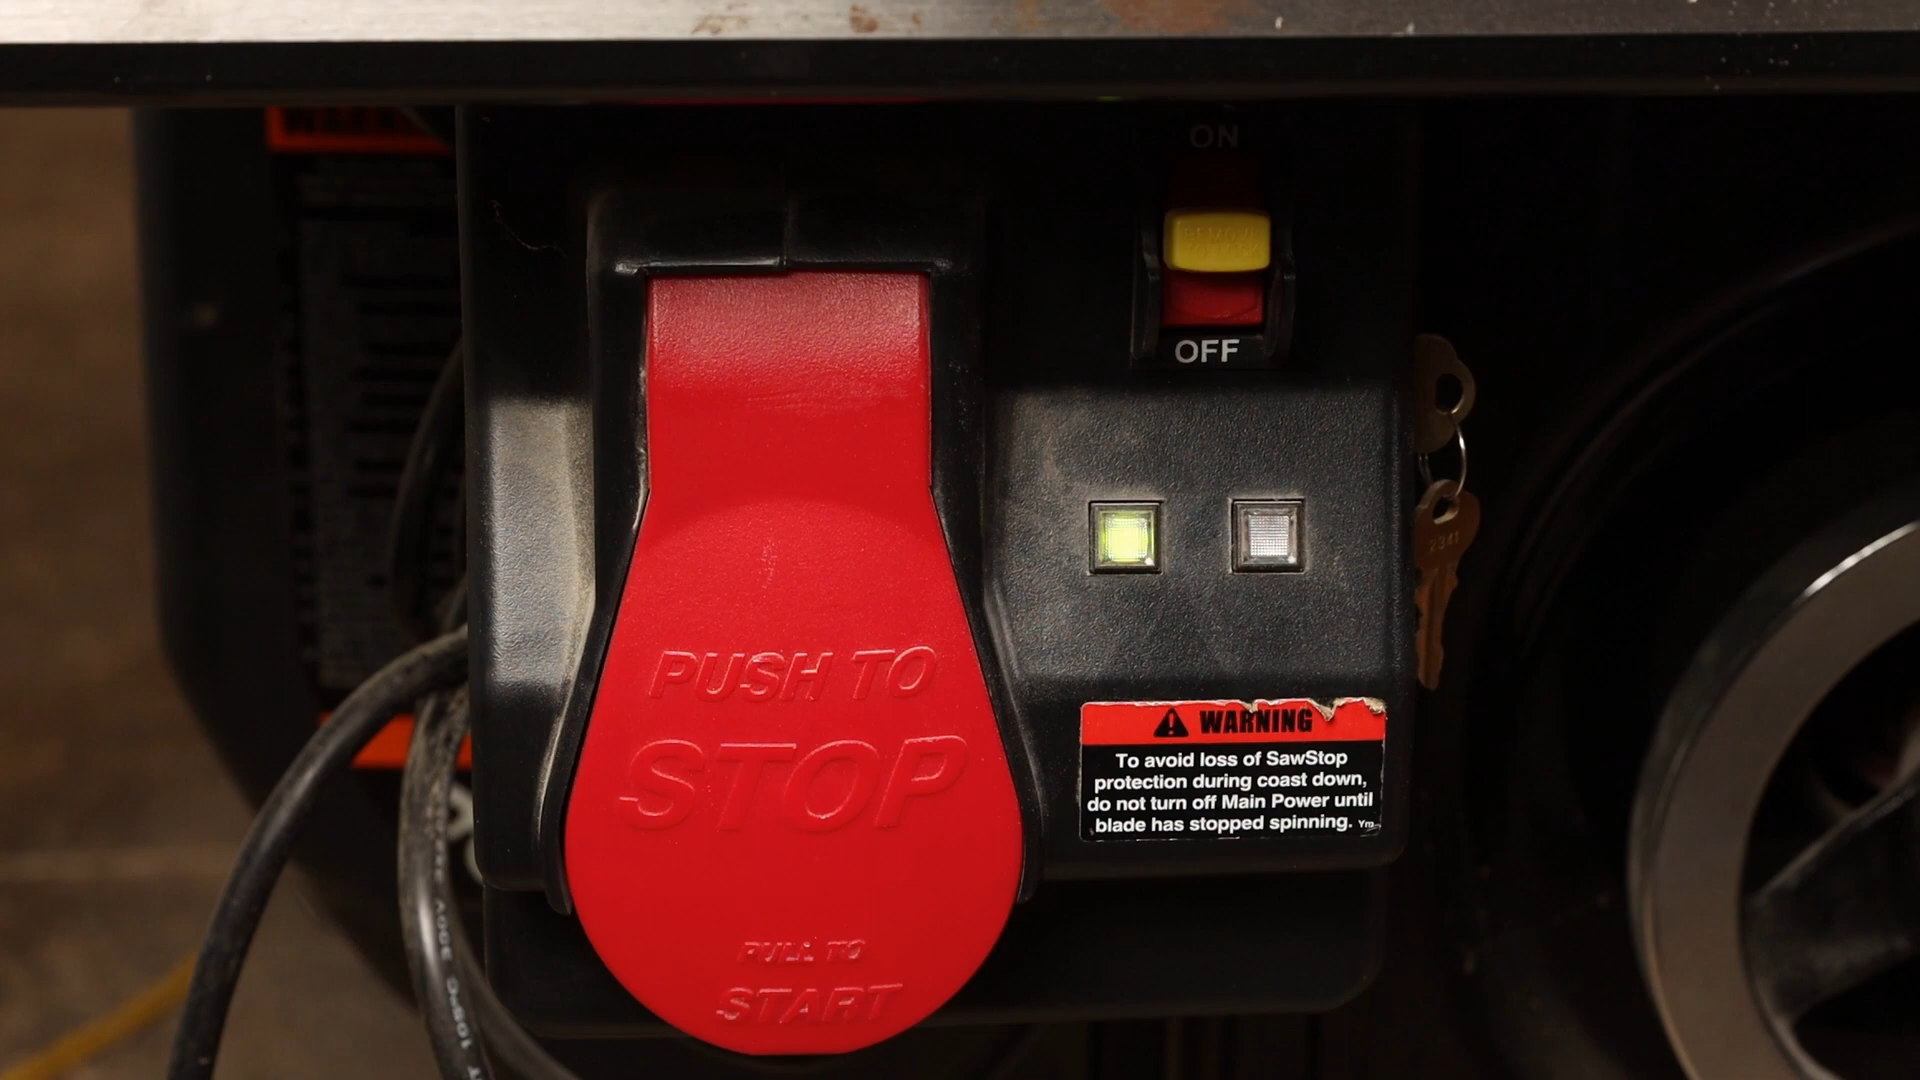 ON
OFF
PUSH TO
STOP
PULL TO
START
WARNING
To avoid loss of SawStop
protection during coast down,
do not turn off Main Power until
blade has stopped spinning.
2341